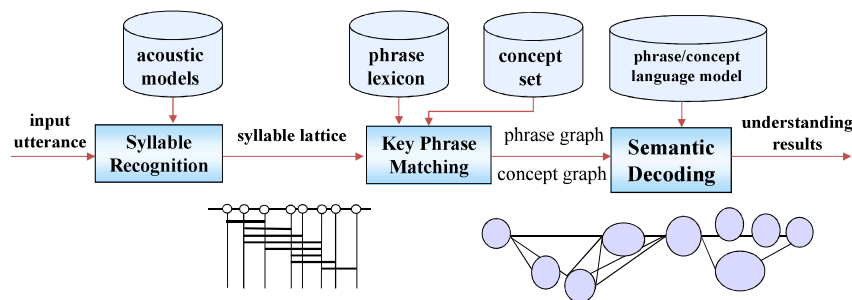 acoustic
models
phrase
lexicon
concept
set
phrase/concept
language model
input
utterance
Syllable
Recognition
syllable lattice
Key Phrase
Matching
phrase graph
concept graph
Semantic
Decoding
understanding
results